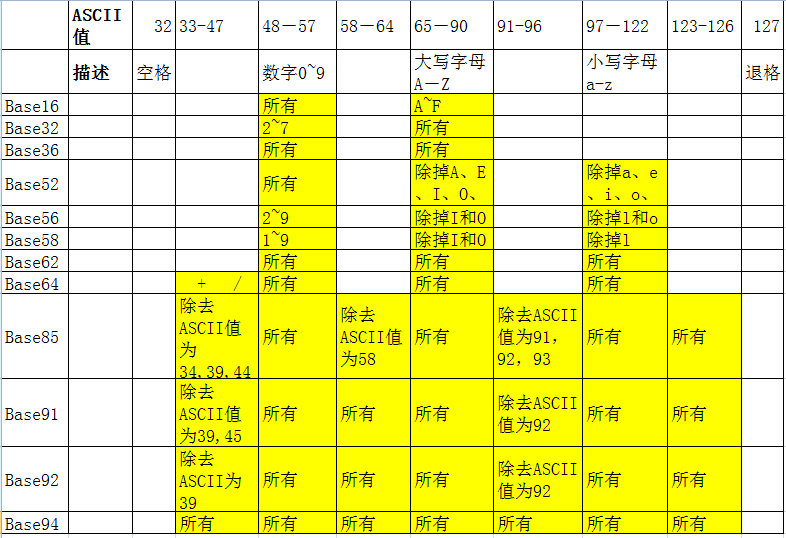 ASCII值 32 33-47 48－57 58－64 65－90 91-96 97－122 123-126 127
描述 空格 数字0~9 大写字母A－Z 小写字母a-z 退格
Base16 所有 A~F
Base32 2~7 所有
Base36 所有 所有
Base52 所有 除掉A、E、I、O、 除掉a、e、i、o、
Base56 2~9 除掉I和O 除掉l和o
Base58 1~9 除掉I和O 除掉l
Base62 所有 所有 所有
Base64 + / 所有 所有 所有
Base85 除去ASCII值为34,39,44 所有 除去ASCII值为58 所有 除去ASCII值为91，92，93 所有 所有
Base91 除去ASCII值为39,45 所有 所有 所有 除去ASCII值为92 所有 所有
Base92 除去ASCII为39 所有 所有 所有 除去ASCII值为92 所有 所有
Base94 所有 所有 所有 所有 所有 所有 所有